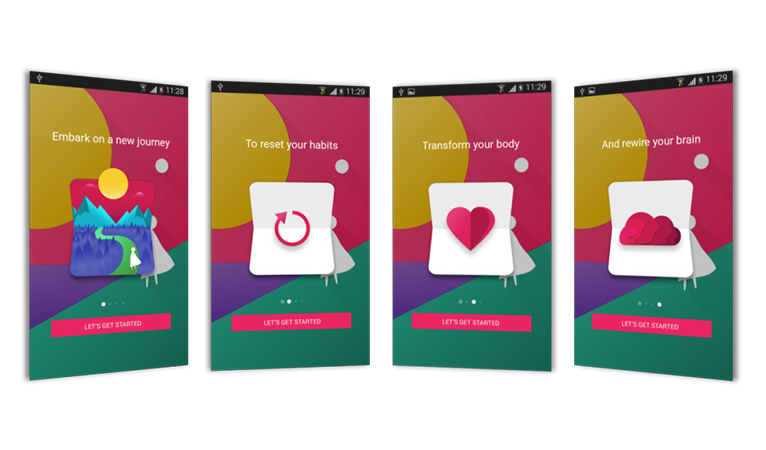 11:28
Embark on a new journey
LET'S GET STARTED
11:29
To reset your habits
LET'S GET STARTED
11:29
Transform your body
LET'S GET STARTED
11:29
And rewire your brain
LET'S GET STARTED